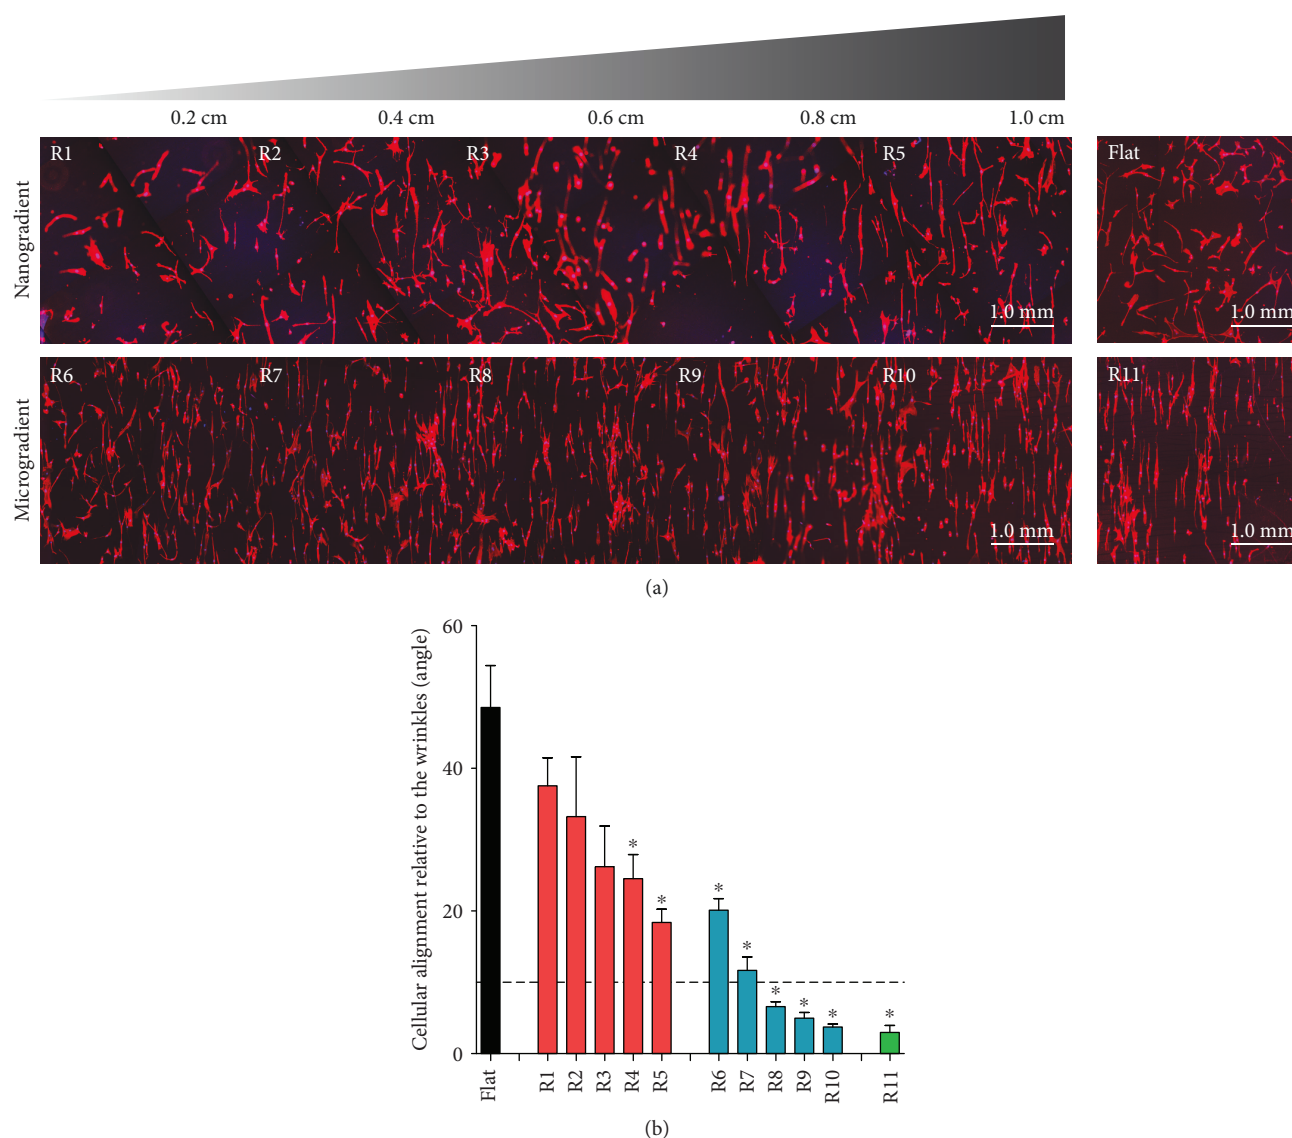 0.2 cm 0.4 cm 0.6 cm 0.8 cm 1.0 cm
Nanogradient
R1 R2 R3 R4 R5
1.0 mm
Flat
1.0 mm
Microgradient
R6 R7 R8 R9 R10
1.0 mm
R11
1.0 mm
(a)
Cellular alignment relative to the wrinkles (angle)
60
40
20
0
* * * * * * * *
Flat R1 R2 R3 R4 R5 R6 R7 R8 R9 R10 R11
(b)